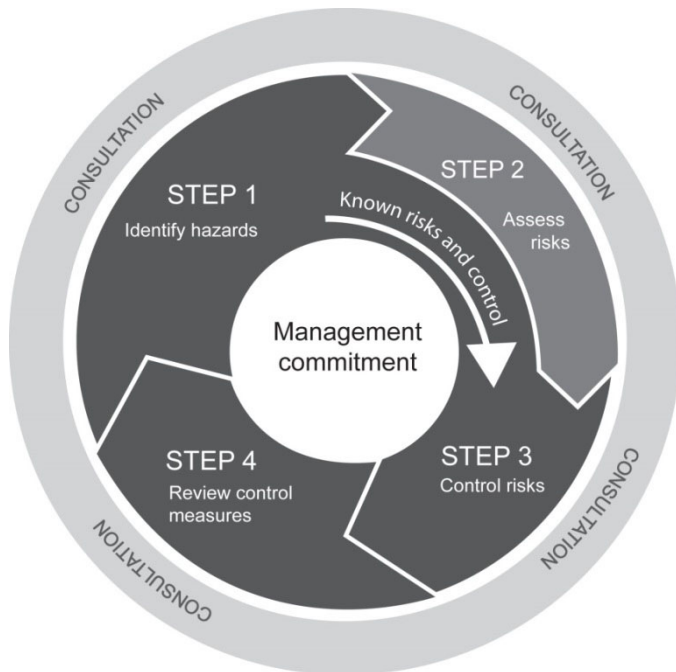 CONSULTATION
CONSULTATION
STEP 1
Identify hazards
STEP 2
Assess
risks
Known risks and control
Management
commitment
STEP 3
Control risks
STEP 4
Review control
measures
CONSULTATION
CONSULTATION